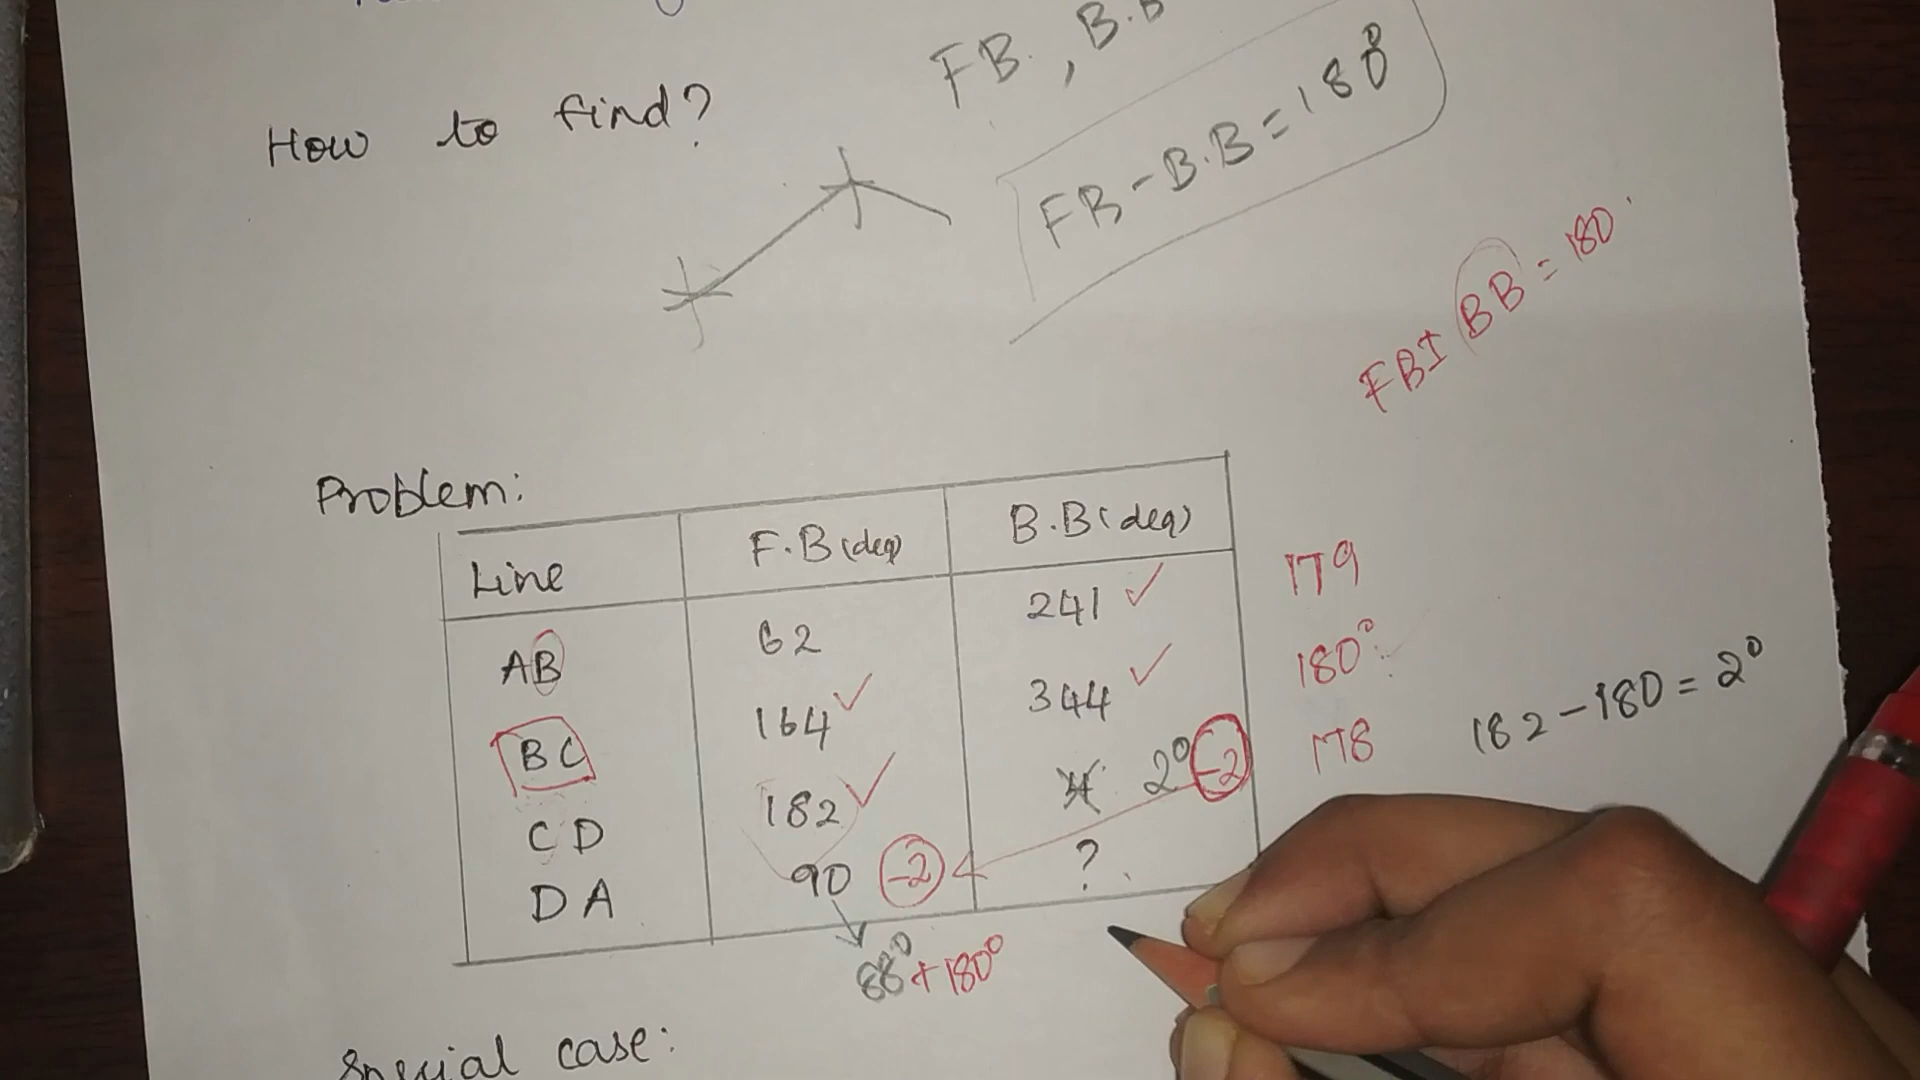 FB, B.B
How to find?
FB - B.B = 180°
FB ± BB = 180
Problem:
Line F.B (deg) B.B (deg)
AB 62 241 ✓ 179
BC 164 ✓ 344 ✓ 180°
CD 182 ✓ 2° -2 178 182 - 180 = 2°
DA 90 -2 ?
88° + 180°
Special case: